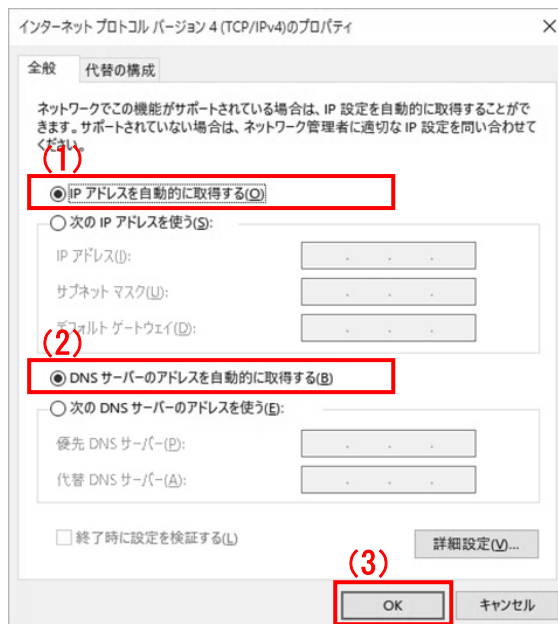 インターネット プロトコル バージョン 4 (TCP/IPv4)のプロパティ
全般
代替の構成
ネットワークでこの機能がサポートされている場合は、IP 設定を自動的に取得することがで
きます。サポートされていない場合は、ネットワーク管理者に適切な IP 設定を問い合わせて
ください。
(1)
IP アドレスを自動的に取得する(O)
次の IP アドレスを使う(S):
IP アドレス(I):
サブネット マスク(U):
デフォルト ゲートウェイ(D):
(2)
DNS サーバーのアドレスを自動的に取得する(B)
次の DNS サーバーのアドレスを使う(E):
優先 DNS サーバー(P):
代替 DNS サーバー(A):
終了時に設定を検証する(L)
詳細設定(V)...
(3)
OK
キャンセル